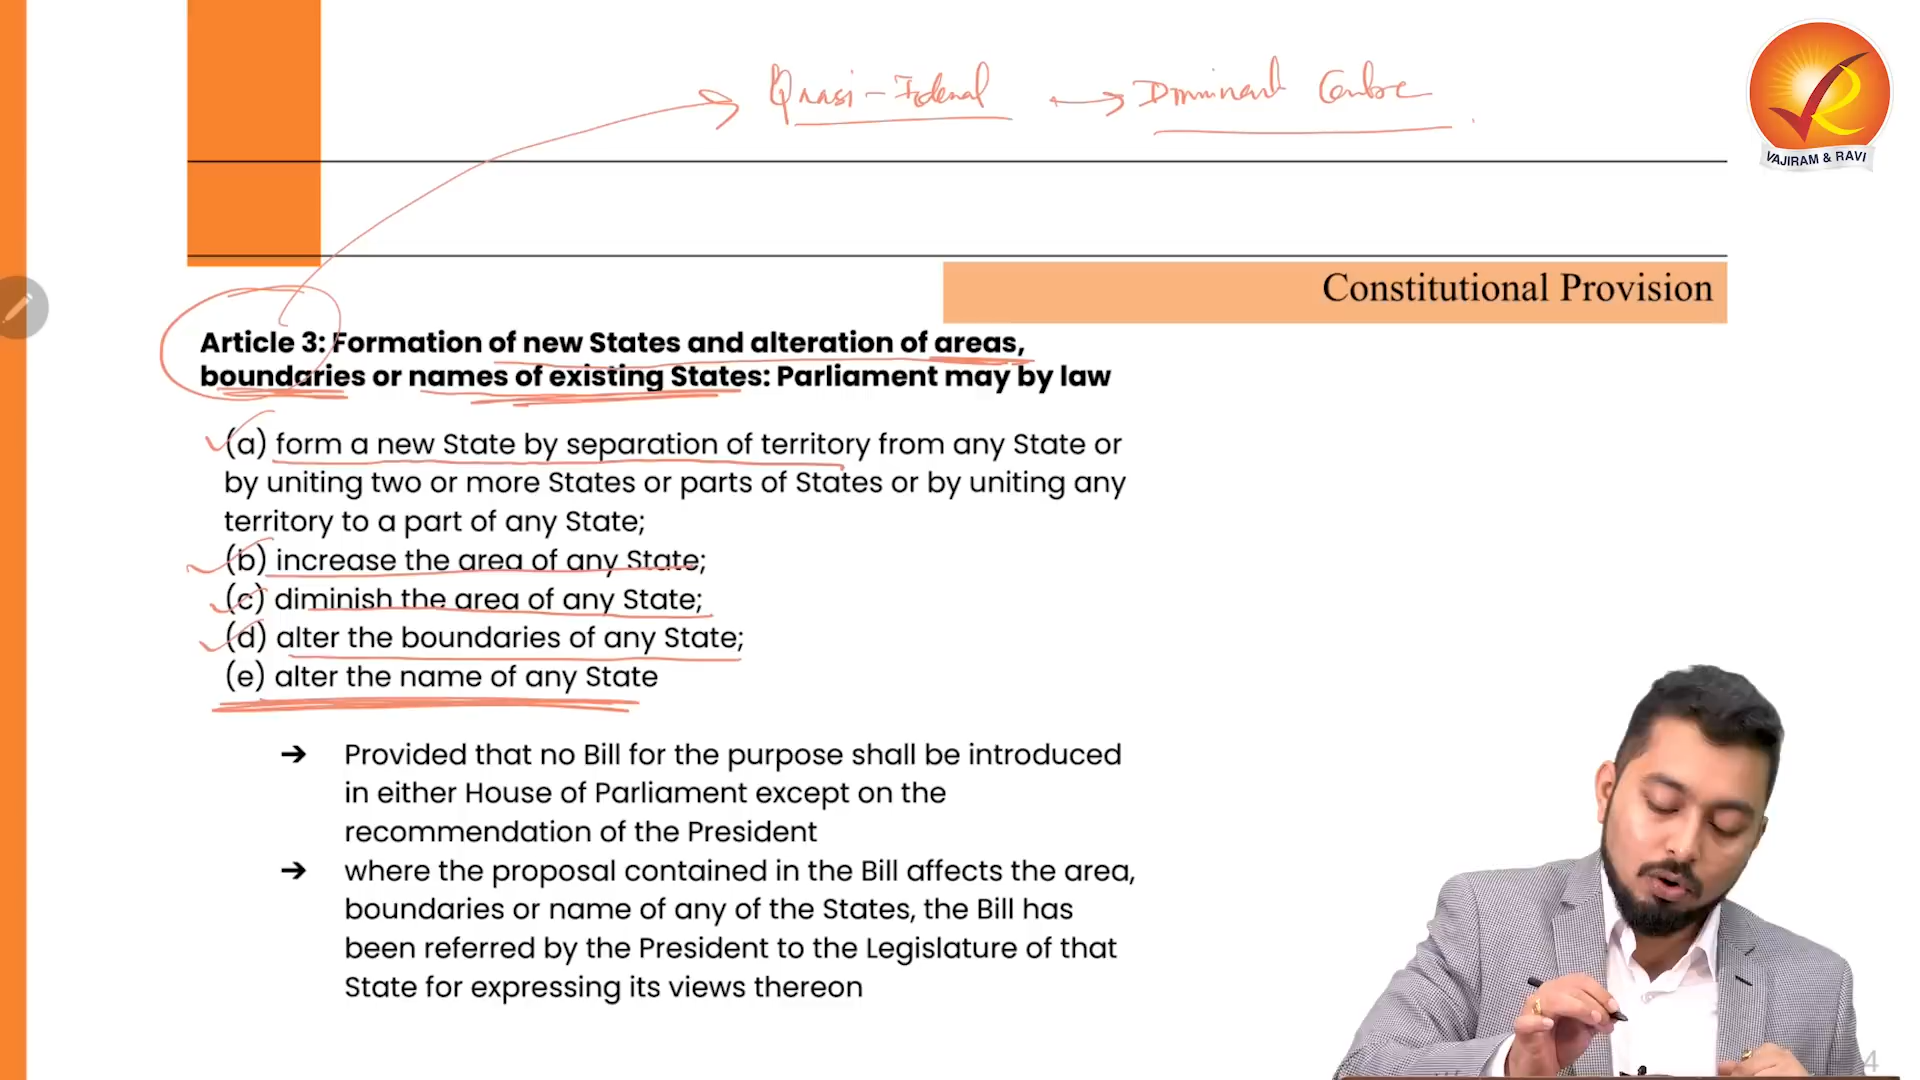 Quasi - Federal → Dominant Centre
VAJIRAM & RAVI
Constitutional Provision
Article 3: Formation of new States and alteration of areas,
boundaries or names of existing States: Parliament may by law
(a) form a new State by separation of territory from any State or
by uniting two or more States or parts of States or by uniting any
territory to a part of any State;
(b) increase the area of any State;
(c) diminish the area of any State;
(d) alter the boundaries of any State;
(e) alter the name of any State
➔ Provided that no Bill for the purpose shall be introduced
in either House of Parliament except on the
recommendation of the President
➔ where the proposal contained in the Bill affects the area,
boundaries or name of any of the States, the Bill has
been referred by the President to the Legislature of that
State for expressing its views thereon
4